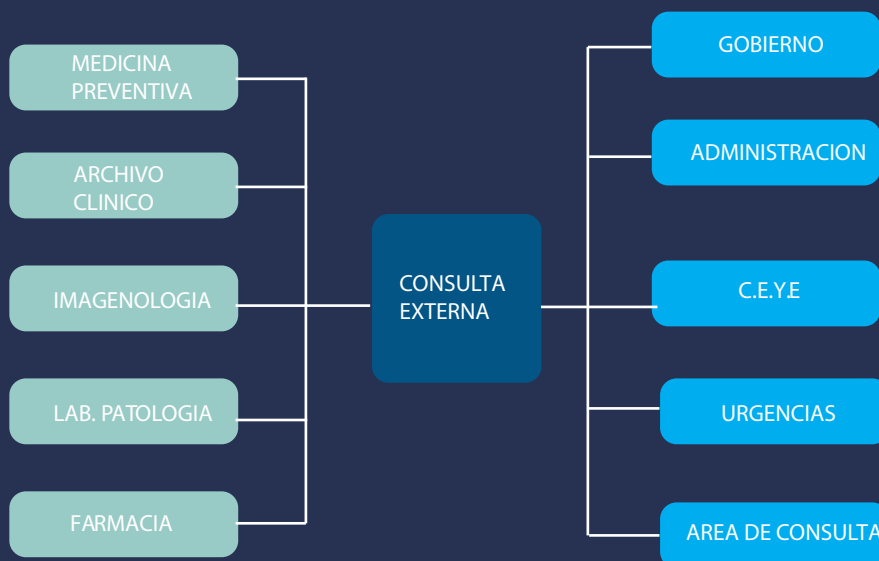 MEDICINA
PREVENTIVA
ARCHIVO
CLINICO
IMAGENOLOGIA
LAB. PATOLOGIA
FARMACIA
CONSULTA
EXTERNA
GOBIERNO
ADMINISTRACION
C.E.Y.E
URGENCIAS
AREA DE CONSULTA